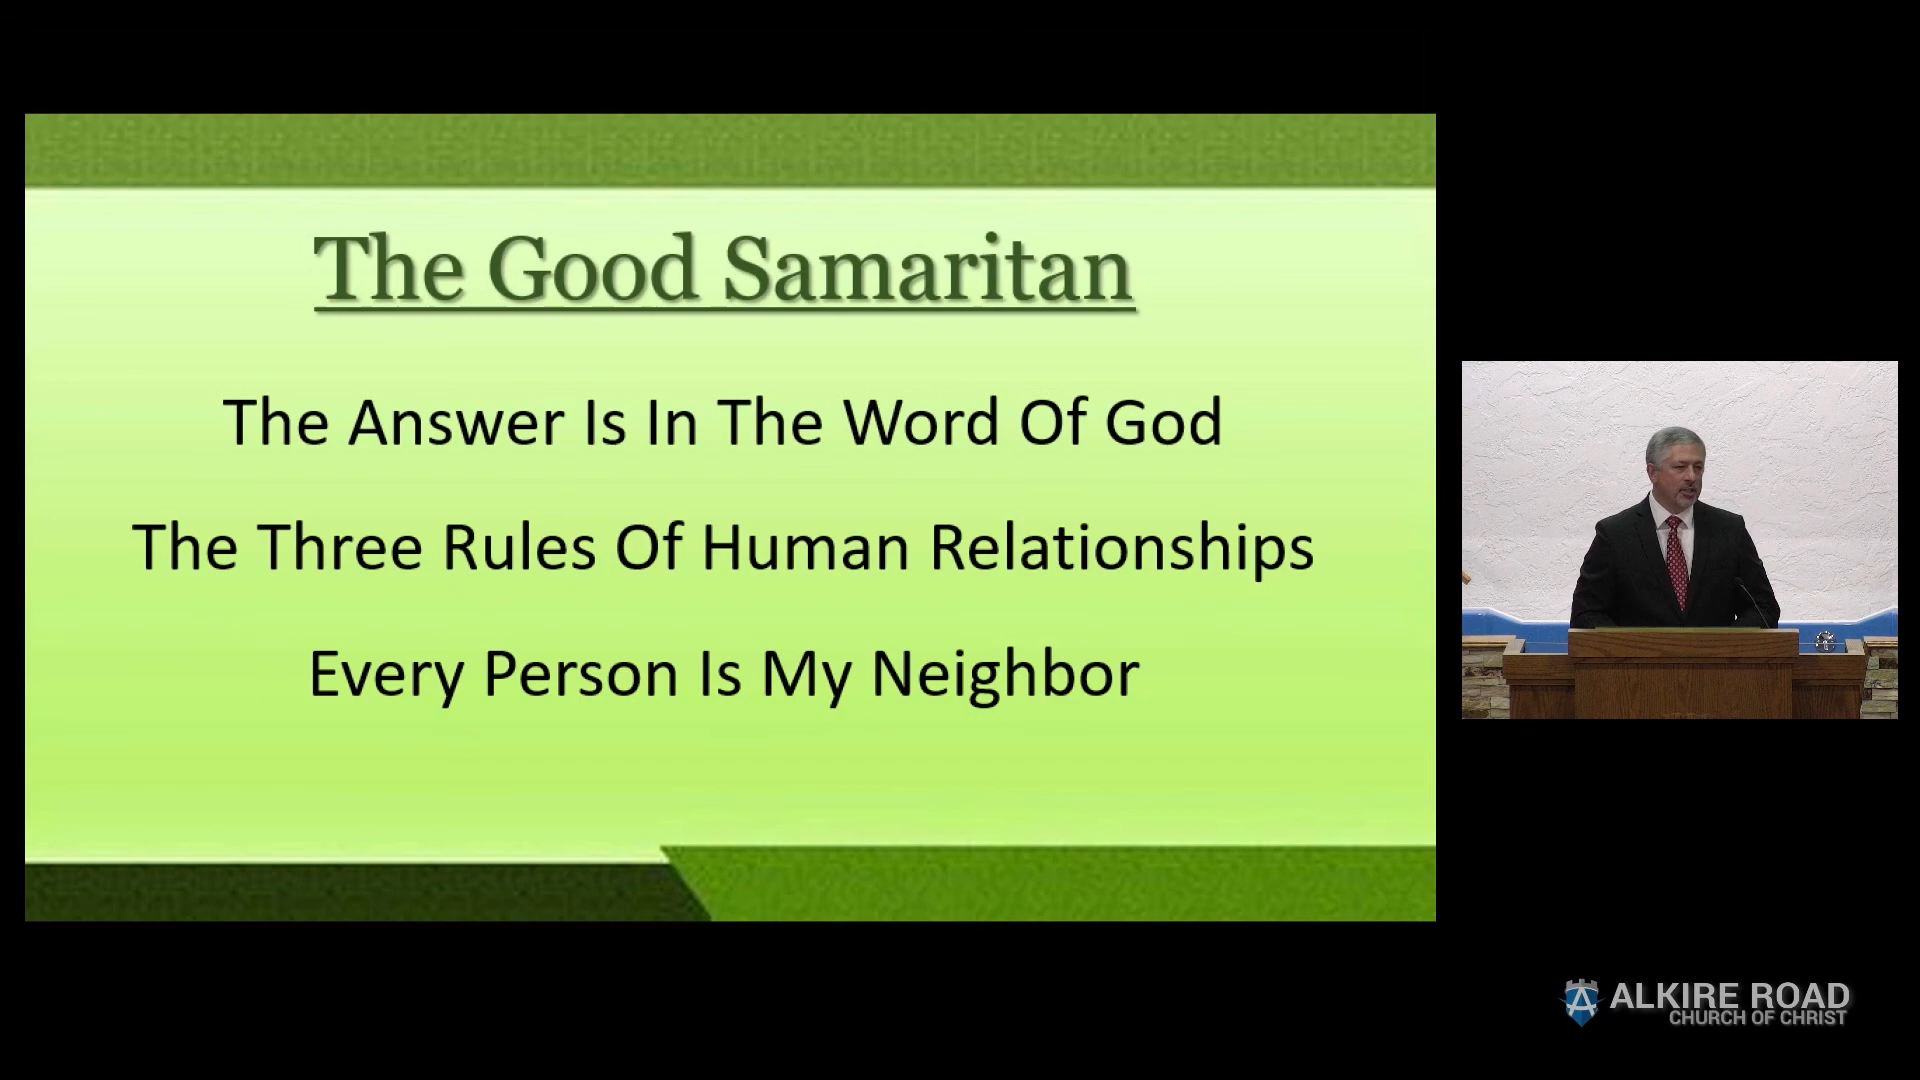 The Good Samaritan
The Answer Is In The Word Of God
The Three Rules Of Human Relationships
Every Person Is My Neighbor
ALKIRE ROAD
CHURCH OF CHRIST